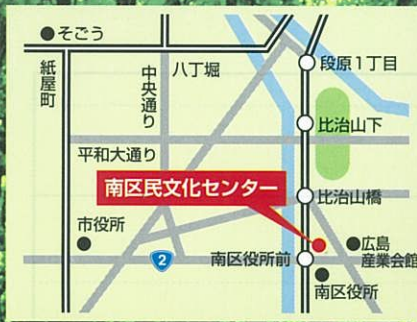 そごう
紙屋町
中央通り
八丁堀
段原1丁目
比治山下
平和大通り
南区民文化センター
比治山橋
市役所
2
南区役所前
広島
産業会館
南区役所